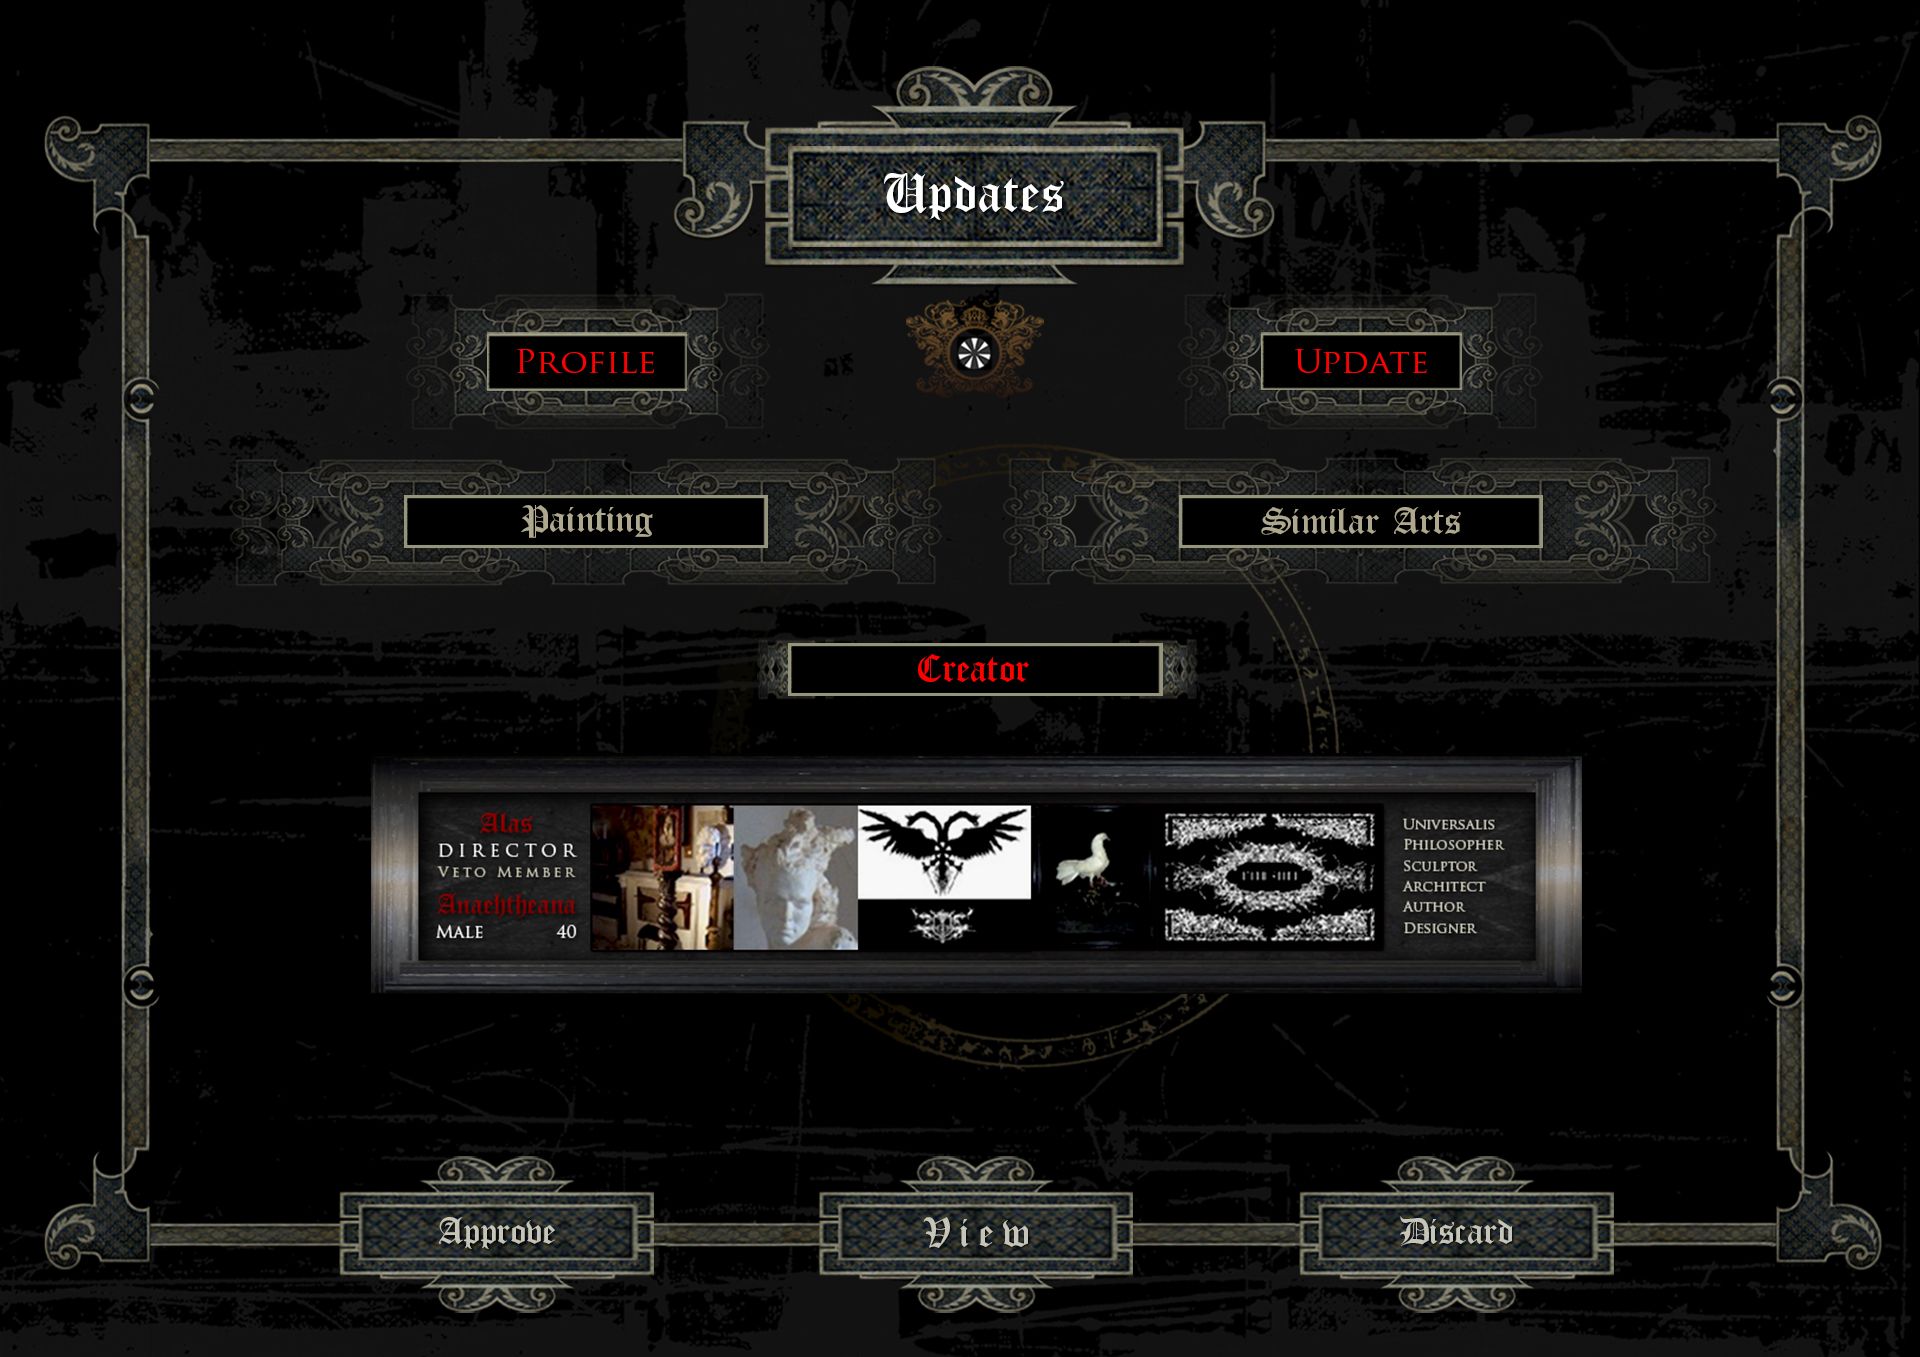 Updates
PROFILE
UPDATE
Painting
Similar Arts
Creator
Alas
DIRECTOR
VETO MEMBER
Anaehtheana
MALE 40
UNIVERSALIS
PHILOSOPHER
SCULPTOR
ARCHITECT
AUTHOR
DESIGNER
Approve
View
Discard